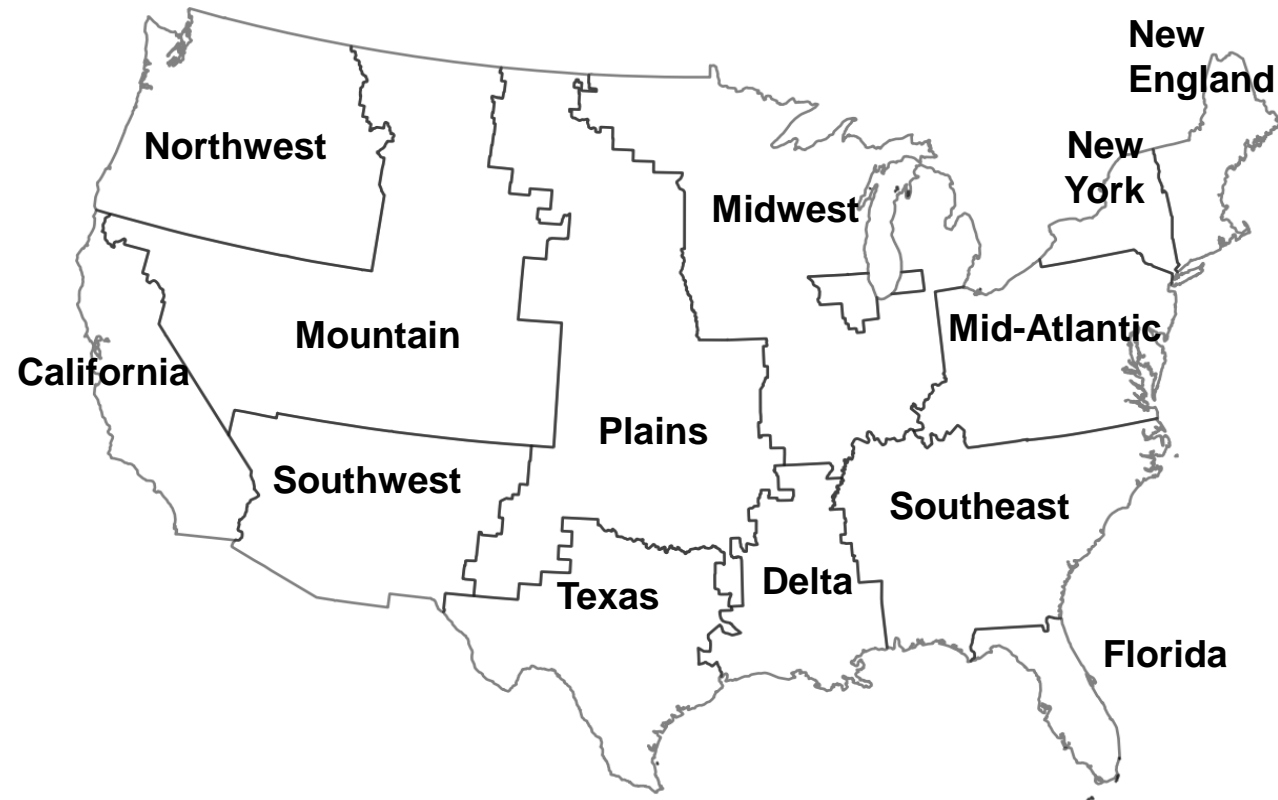 New
England
New
York
Northwest
Midwest
Mountain
Mid-Atlantic
California
Plains
Southwest
Southeast
Delta
Texas
Florida